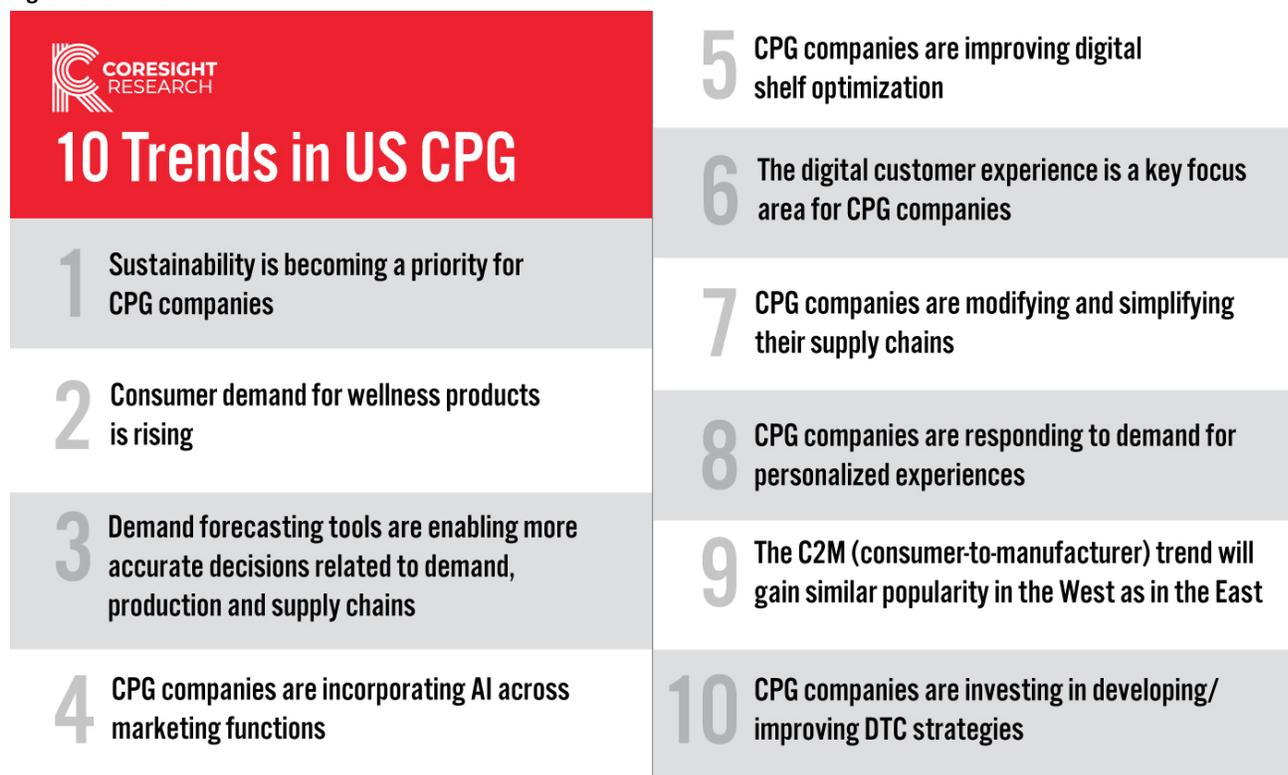 CORESIGHT
RESEARCH
10 Trends in US CPG
1
Sustainability is becoming a priority for
CPG companies
2
Consumer demand for wellness products
is rising
3
Demand forecasting tools are enabling more
accurate decisions related to demand,
production and supply chains
4
CPG companies are incorporating AI across
marketing functions
5
CPG companies are improving digital
shelf optimization
6
The digital customer experience is a key focus
area for CPG companies
7
CPG companies are modifying and simplifying
their supply chains
8
CPG companies are responding to demand for
personalized experiences
9
The C2M (consumer-to-manufacturer) trend will
gain similar popularity in the West as in the East
10
CPG companies are investing in developing/
improving DTC strategies